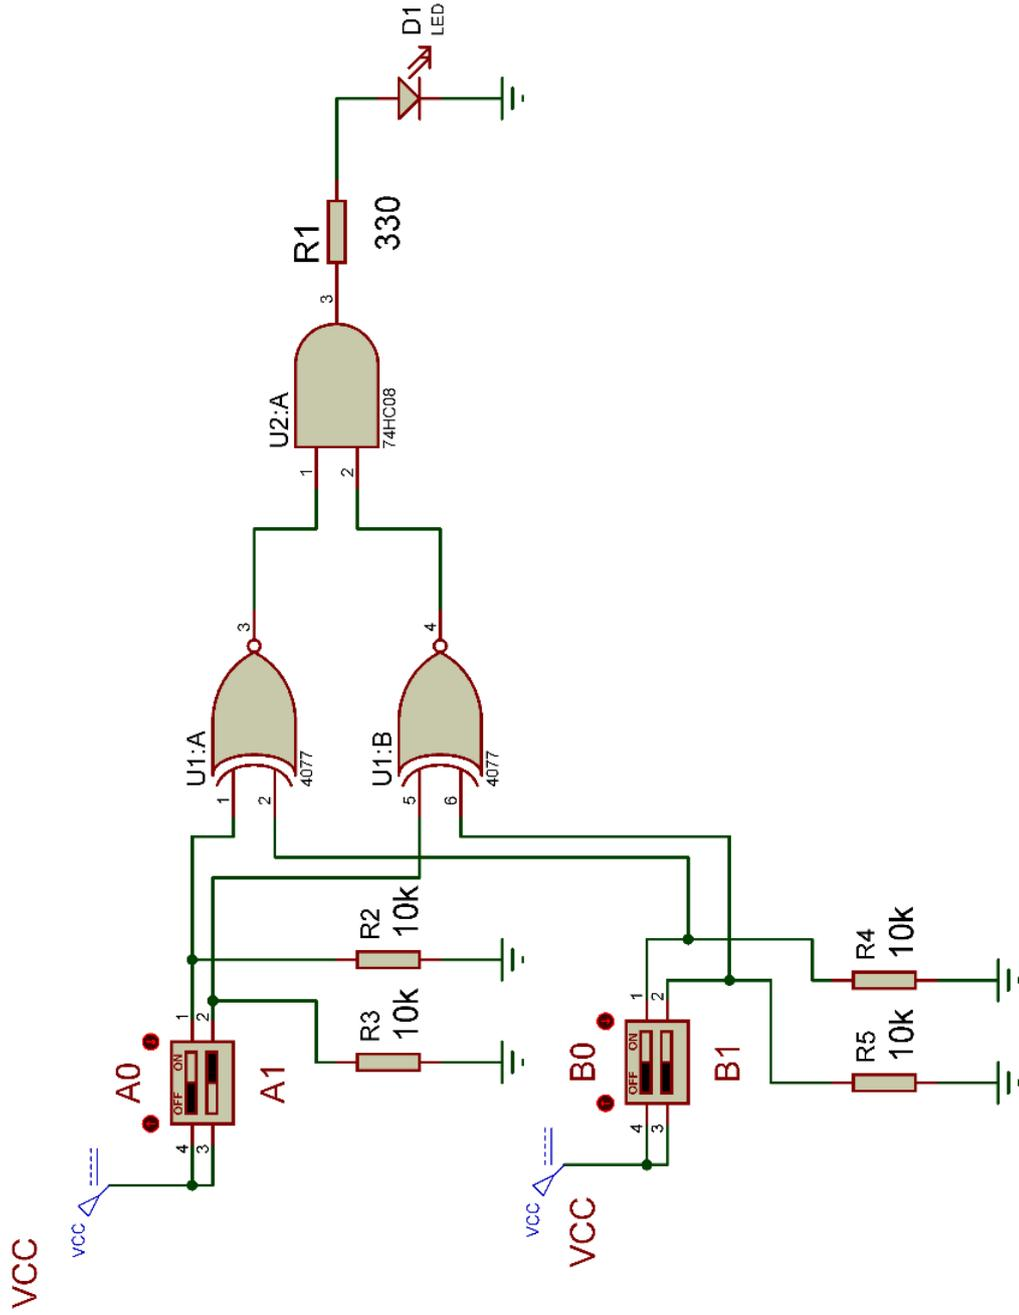 VCC
VCC
A0
OFF
ON
4
3
1
2
A1
R2
10k
R3
10k
U1:A
1
2
3
4077
U1:B
5
6
4
4077
U2:A
1
2
3
74HC08
R1
330
D1
LED
VCC
VCC
B0
OFF
ON
4
3
1
2
B1
R4
10k
R5
10k